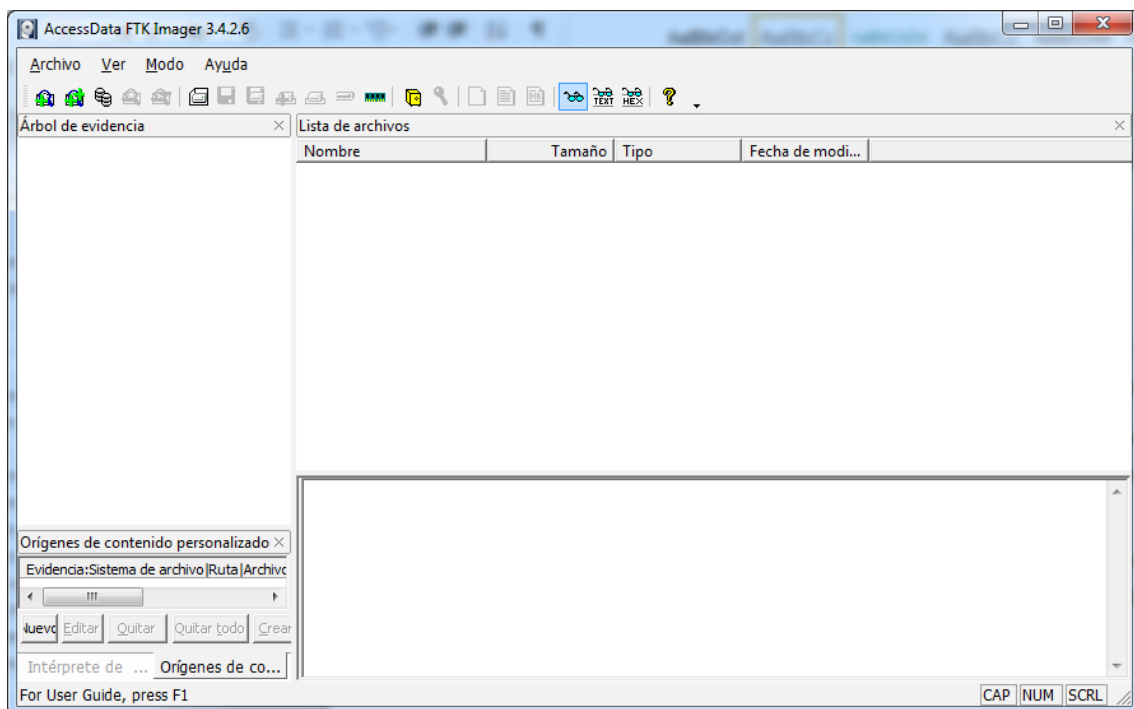 AccessData FTK Imager 3.4.2.6
Archivo Ver Modo Ayuda
TEXT HEX ?
Árbol de evidencia
Lista de archivos
Nombre Tamaño Tipo Fecha de modi...
Orígenes de contenido personalizado
Evidencia:Sistema de archivo|Ruta|Archivo
Nuevo Editar Quitar Quitar todo Crear
Intérprete de ... Orígenes de co...
For User Guide, press F1
CAP NUM SCRL